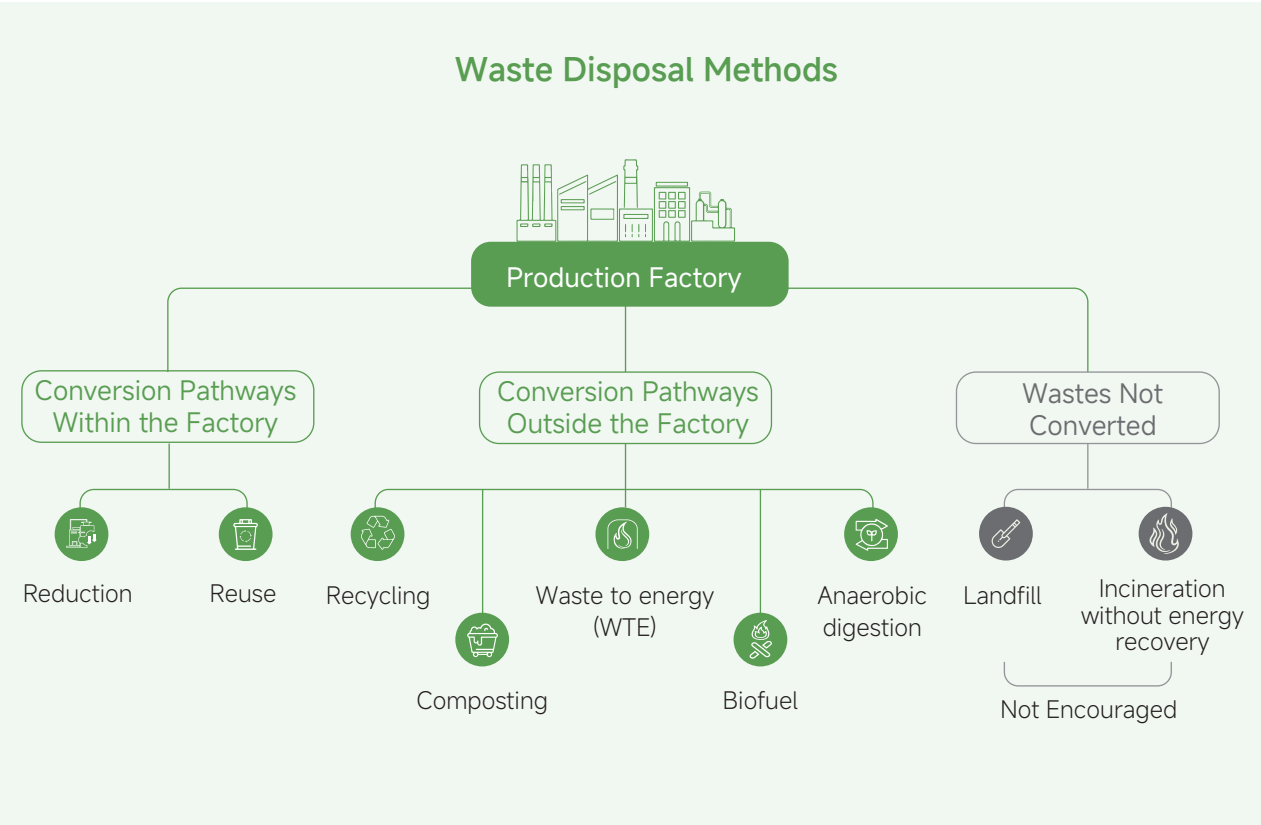 Waste Disposal Methods
Production Factory
Conversion Pathways
Within the Factory
Conversion Pathways
Outside the Factory
Wastes Not
Converted
Reduction
Reuse
Recycling
Composting
Waste to energy
(WTE)
Biofuel
Anaerobic
digestion
Landfill
Incineration
without energy
recovery
Not Encouraged